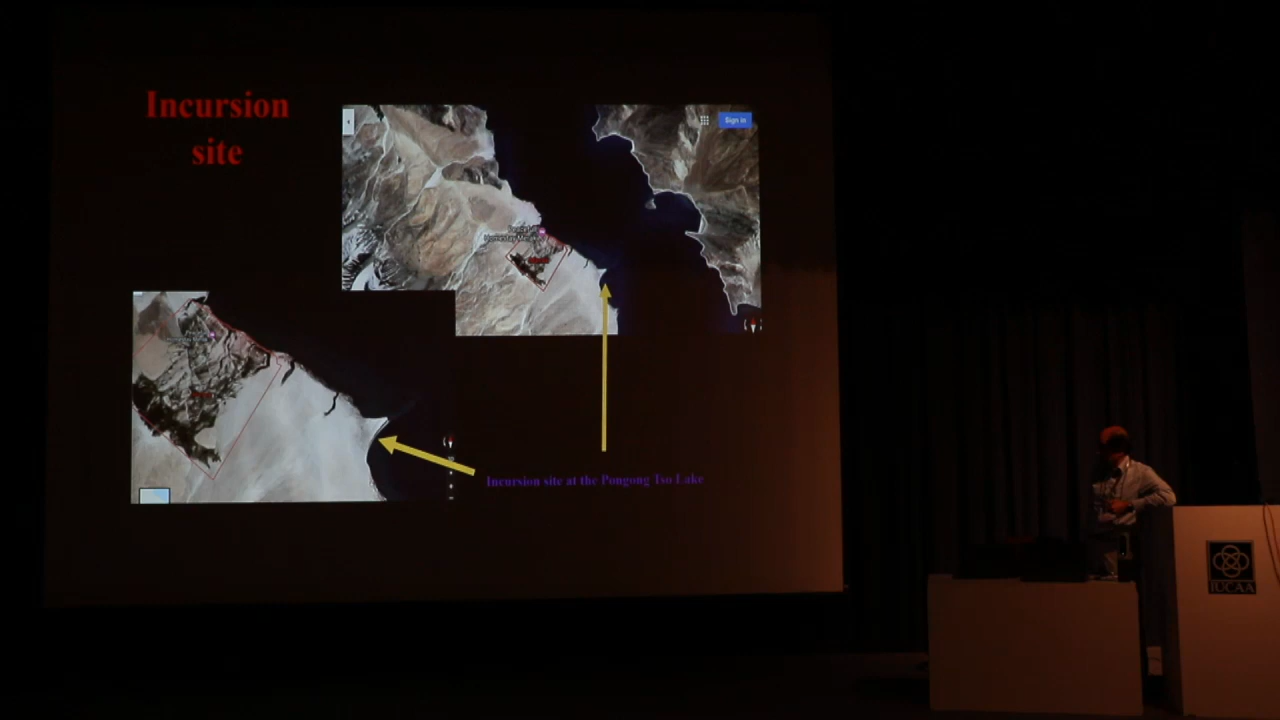 Incursion
site
Sign in
Incursion site at the Pongong Tso Lake
IUCAA